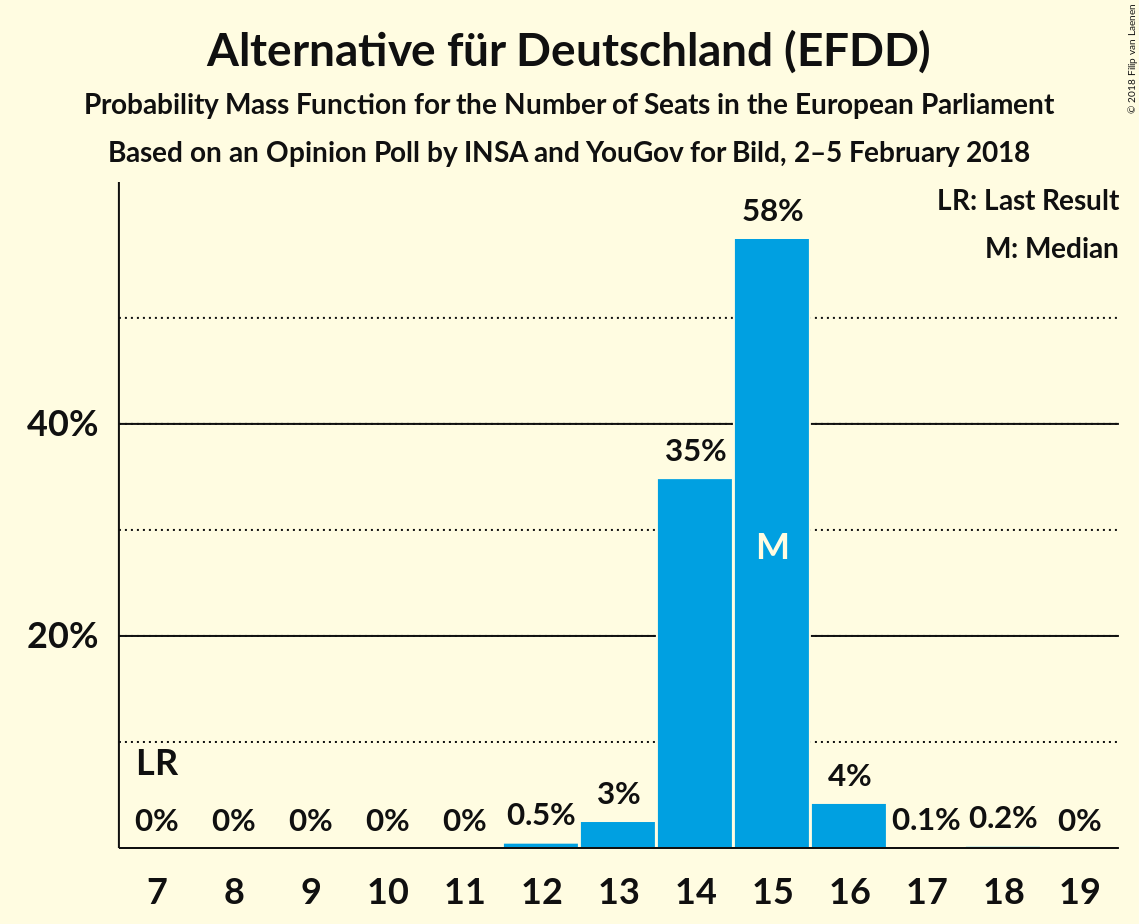 Alternative für Deutschland (EFDD)
Probability Mass Function for the Number of Seats in the European Parliament
Based on an Opinion Poll by INSA and YouGov for Bild, 2–5 February 2018
© 2018 Filip van Laenen
LR: Last Result
M: Median
58%
40%
35%
M
20%
LR
0% 0% 0% 0% 0% 0.5% 3% 4% 0.1% 0.2% 0%
7 8 9 10 11 12 13 14 15 16 17 18 19